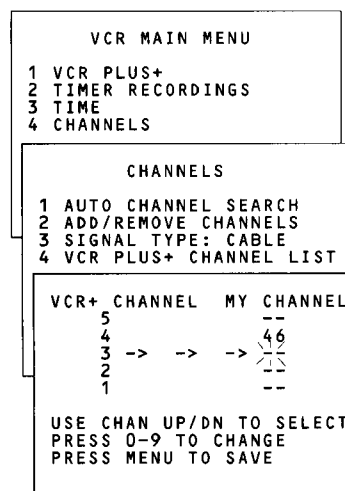 VCR MAIN MENU
1 VCR PLUS+
2 TIMER RECORDINGS
3 TIME
4 CHANNELS
CHANNELS
1 AUTO CHANNEL SEARCH
2 ADD/REMOVE CHANNELS
3 SIGNAL TYPE: CABLE
4 VCR PLUS+ CHANNEL LIST
VCR+ CHANNEL MY CHANNEL
5 --
4 46
3 -> -> -> --
2 --
1 --
USE CHAN UP/DN TO SELECT
PRESS 0-9 TO CHANGE
PRESS MENU TO SAVE